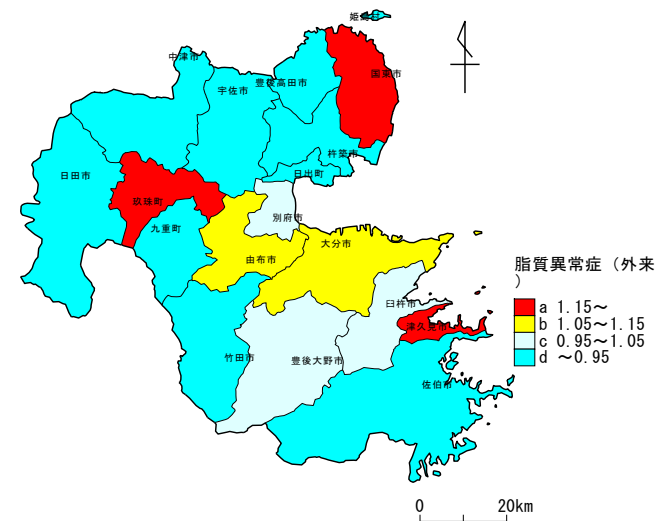 姫島村
中津市
国東市
豊後高田市
宇佐市
杵築市
日出町
日田市
玖珠町
別府市
九重町
大分市
由布市
脂質異常症（外来
）
a 1.15～
b 1.05～1.15
c 0.95～1.05
d ～0.95
臼杵市
津久見市
竹田市
豊後大野市
佐伯市
0 20km